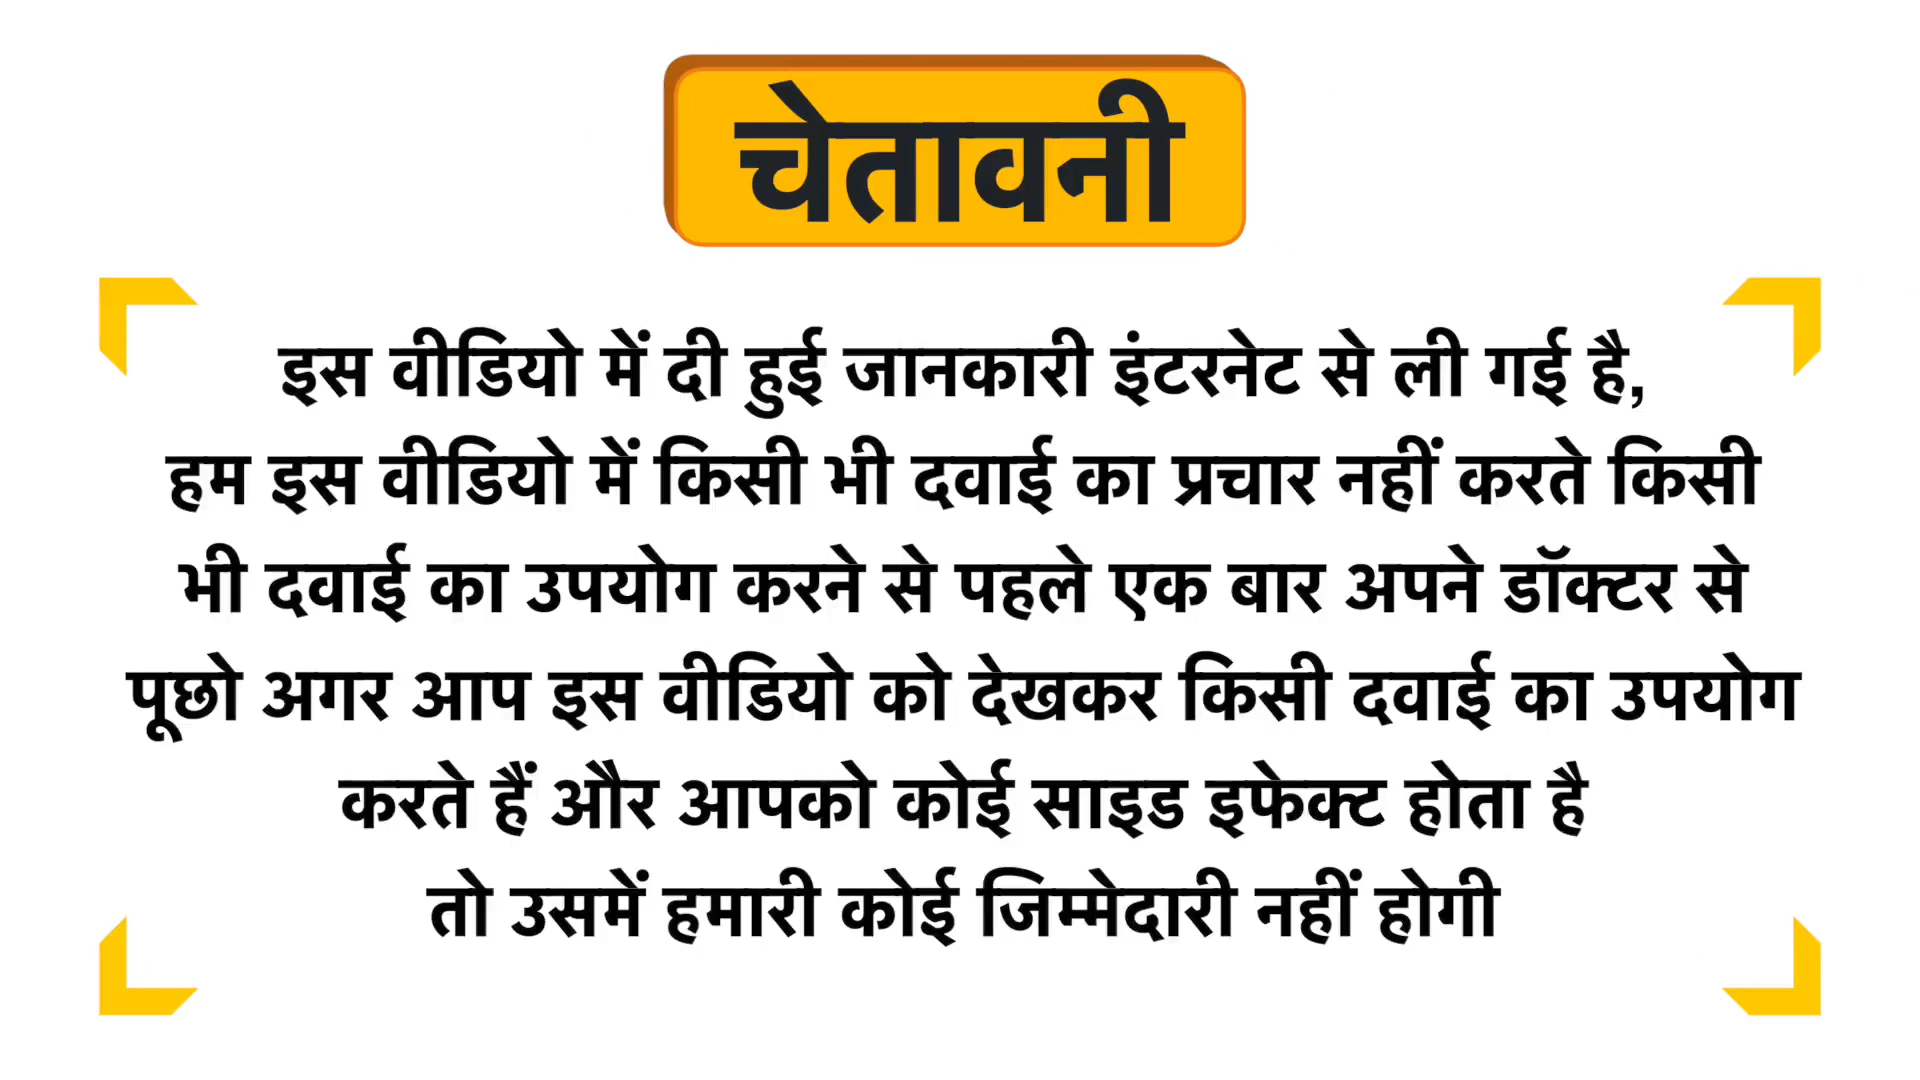 चेतावनी
इस वीडियो में दी हुई जानकारी इंटरनेट से ली गई है,
हम इस वीडियो में किसी भी दवाई का प्रचार नहीं करते किसी
भी दवाई का उपयोग करने से पहले एक बार अपने डॉक्टर से
पूछो अगर आप इस वीडियो को देखकर किसी दवाई का उपयोग
करते हैं और आपको कोई साइड इफेक्ट होता है
तो उसमें हमारी कोई जिम्मेदारी नहीं होगी